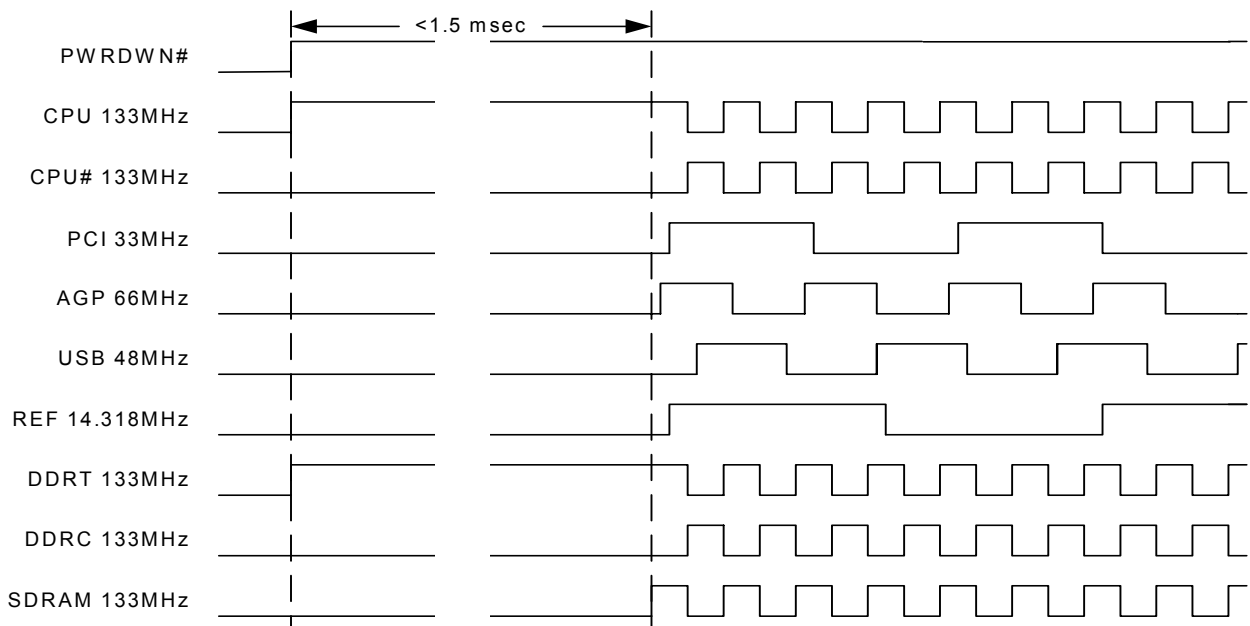 <1.5 msec
PWRDWN#
CPU 133MHz
CPU# 133MHz
PCI 33MHz
AGP 66MHz
USB 48MHz
REF 14.318MHz
DDRT 133MHz
DDRC 133MHz
SDRAM 133MHz